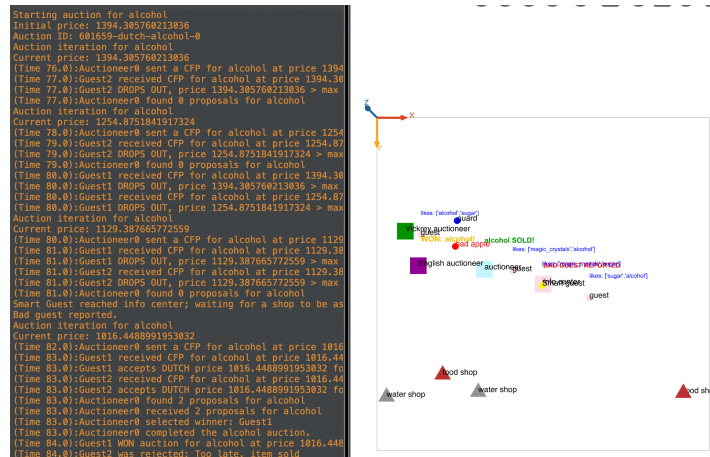 Starting auction for alcohol
Initial price: 1394.305760213036
Auction ID: 601659-dutch-alcohol-0
Auction iteration for alcohol
Current price: 1394.305760213036
(Time 76.0):Auctioneer0 sent a CFP for alcohol at price 1394
(Time 77.0):Guest2 received CFP for alcohol at price 1394.30
(Time 77.0):Guest2 DROPS OUT, price 1394.305760213036 > max
(Time 77.0):Auctioneer0 found 0 proposals for alcohol
Auction iteration for alcohol
Current price: 1254.8751841917324
(Time 78.0):Auctioneer0 sent a CFP for alcohol at price 1254
(Time 79.0):Guest2 received CFP for alcohol at price 1254.87
(Time 79.0):Guest2 DROPS OUT, price 1254.8751841917324 > max
(Time 79.0):Auctioneer0 found 0 proposals for alcohol
(Time 80.0):Guest1 received CFP for alcohol at price 1394.30
(Time 80.0):Guest1 DROPS OUT, price 1394.305760213036 > max
(Time 80.0):Guest1 received CFP for alcohol at price 1254.87
(Time 80.0):Guest1 DROPS OUT, price 1254.8751841917324 > max
Auction iteration for alcohol
Current price: 1129.387665772559
(Time 80.0):Auctioneer0 sent a CFP for alcohol at price 1129
(Time 81.0):Guest1 received CFP for alcohol at price 1129.38
(Time 81.0):Guest1 DROPS OUT, price 1129.387665772559 > max
(Time 81.0):Guest2 received CFP for alcohol at price 1129.38
(Time 81.0):Guest2 DROPS OUT, price 1129.387665772559 > max
(Time 81.0):Auctioneer0 found 0 proposals for alcohol
Smart Guest reached info center; waiting for a shop to be as
Bad guest reported.
Auction iteration for alcohol
Current price: 1016.4488991953032
(Time 82.0):Auctioneer0 sent a CFP for alcohol at price 1016
(Time 83.0):Guest1 received CFP for alcohol at price 1016.44
(Time 83.0):Guest1 accepts DUTCH price 1016.4488991953032 fo
(Time 83.0):Guest2 received CFP for alcohol at price 1016.44
(Time 83.0):Guest2 accepts DUTCH price 1016.4488991953032 fo
(Time 83.0):Auctioneer0 found 2 proposals for alcohol
(Time 83.0):Auctioneer0 received 2 proposals for alcohol
(Time 83.0):Auctioneer0 selected winner: Guest1
(Time 83.0):Auctioneer0 completed the alcohol auction.
(Time 84.0):Guest1 WON auction for alcohol at price 1016.448
(Time 84.0):Guest2 was rejected: Too late, item sold
Z
X
Y
likes: ['alcohol','sugar']
guard
Vickrey auctioneer
guest
WON: alcohol!
alcohol SOLD!
bad apple
likes: ['magic_crystals','alcohol']
English auctioneer
auctioneer
guest
BAD GUEST REPORTED
likes: ['sugar','alcohol']
Smart guest
guest
food shop
water shop
water shop
food sh